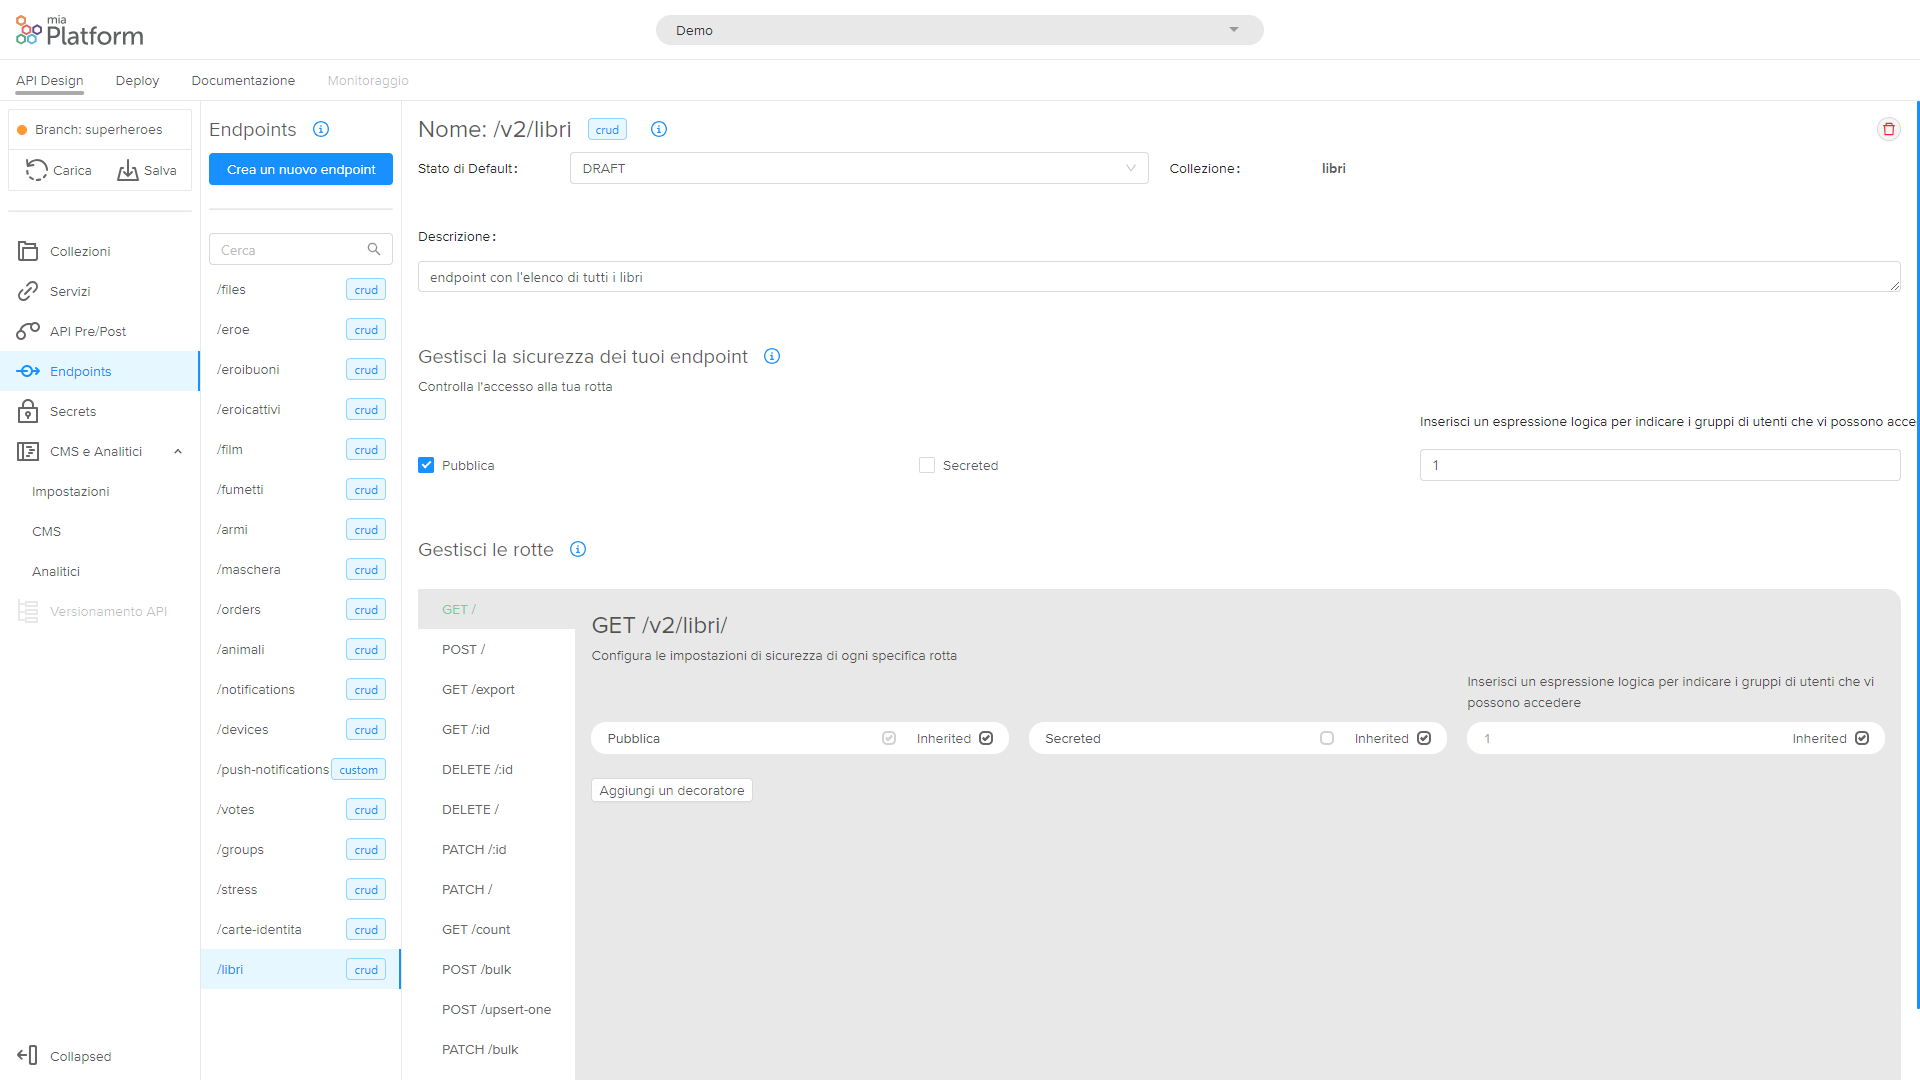 mia
Platform
Demo
API Design
Deploy
Documentazione
Monitoraggio
Branch: superheroes
Carica
Salva
Collezioni
Servizi
API Pre/Post
Endpoints
Secrets
CMS e Analitici
Impostazioni
CMS
Analitici
Versionamento API
Collapsed
Endpoints
Crea un nuovo endpoint
Cerca
/files crud
/eroe crud
/eroibuoni crud
/eroicattivi crud
/film crud
/fumetti crud
/armi crud
/maschera crud
/orders crud
/animali crud
/notifications crud
/devices crud
/push-notifications custom
/votes crud
/groups crud
/stress crud
/carte-identita crud
/libri crud
Nome: /v2/libri crud
Stato di Default: DRAFT Collezione: libri
Descrizione:
endpoint con l'elenco di tutti i libri
Gestisci la sicurezza dei tuoi endpoint
Controlla l'accesso alla tua rotta
Inserisci un espressione logica per indicare i gruppi di utenti che vi possono acce
Pubblica Secreted 1
Gestisci le rotte
GET /
POST /
GET /export
GET /:id
DELETE /:id
DELETE /
PATCH /:id
PATCH /
GET /count
POST /bulk
POST /upsert-one
PATCH /bulk
GET /v2/libri/
Configura le impostazioni di sicurezza di ogni specifica rotta
Inserisci un espressione logica per indicare i gruppi di utenti che vi
possono accedere
Pubblica Inherited Secreted Inherited 1 Inherited
Aggiungi un decoratore